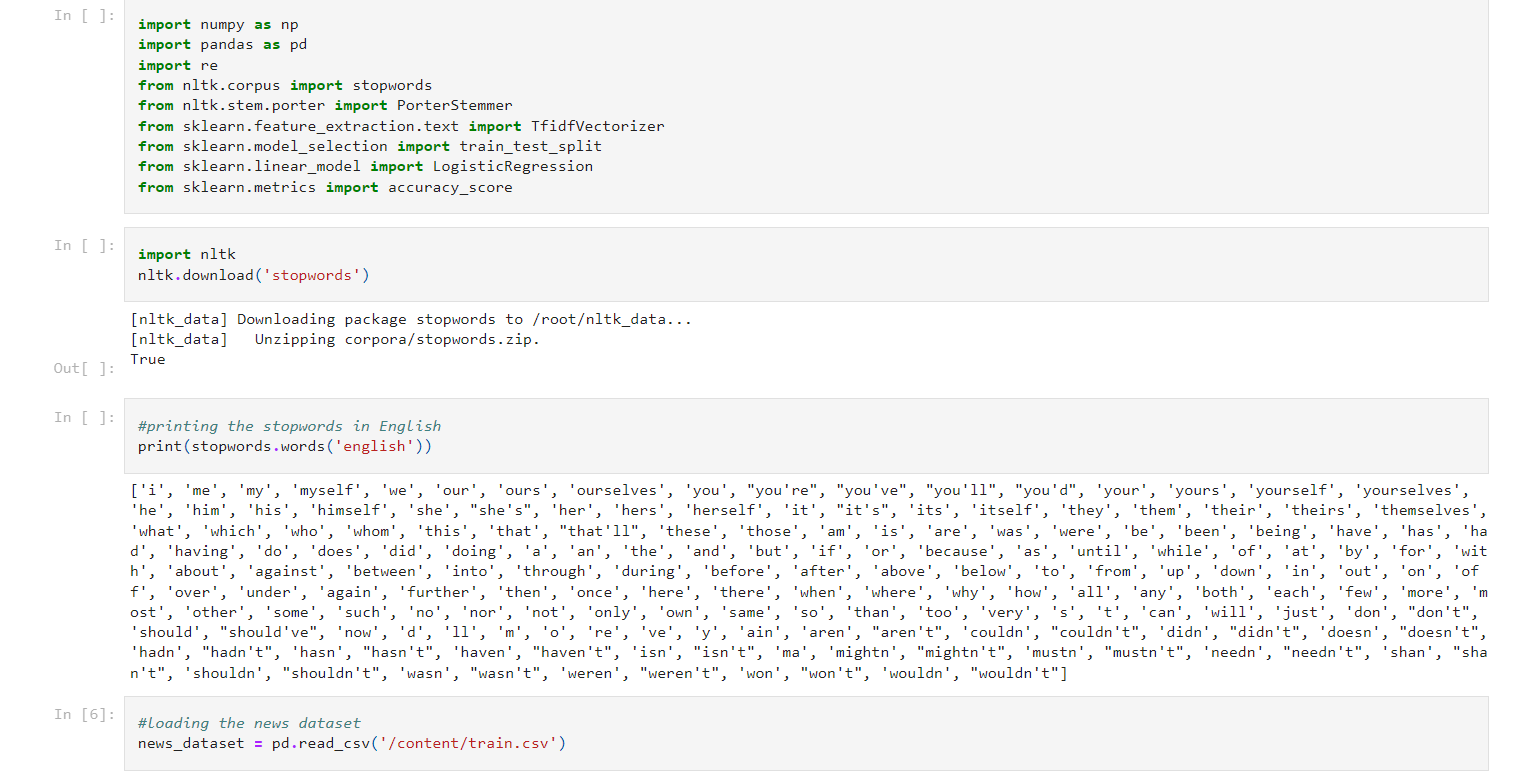 In [ ]:
import numpy as np
import pandas as pd
import re
from nltk.corpus import stopwords
from nltk.stem.porter import PorterStemmer
from sklearn.feature_extraction.text import TfidfVectorizer
from sklearn.model_selection import train_test_split
from sklearn.linear_model import LogisticRegression
from sklearn.metrics import accuracy_score
In [ ]:
import nltk
nltk.download('stopwords')
[nltk_data] Downloading package stopwords to /root/nltk_data...
[nltk_data]   Unzipping corpora/stopwords.zip.
True
Out[ ]:
In [ ]:
#printing the stopwords in English
print(stopwords.words('english'))
['i', 'me', 'my', 'myself', 'we', 'our', 'ours', 'ourselves', 'you', "you're", "you've", "you'll", "you'd", 'your', 'yours', 'yourself', 'yourselves',
'he', 'him', 'his', 'himself', 'she', "she's", 'her', 'hers', 'herself', 'it', "it's", 'its', 'itself', 'they', 'them', 'their', 'theirs', 'themselves',
'what', 'which', 'who', 'whom', 'this', 'that', "that'll", 'these', 'those', 'am', 'is', 'are', 'was', 'were', 'be', 'been', 'being', 'have', 'has', 'ha
d', 'having', 'do', 'does', 'did', 'doing', 'a', 'an', 'the', 'and', 'but', 'if', 'or', 'because', 'as', 'until', 'while', 'of', 'at', 'by', 'for', 'wit
h', 'about', 'against', 'between', 'into', 'through', 'during', 'before', 'after', 'above', 'below', 'to', 'from', 'up', 'down', 'in', 'out', 'on', 'of
f', 'over', 'under', 'again', 'further', 'then', 'once', 'here', 'there', 'when', 'where', 'why', 'how', 'all', 'any', 'both', 'each', 'few', 'more', 'm
ost', 'other', 'some', 'such', 'no', 'nor', 'not', 'only', 'own', 'same', 'so', 'than', 'too', 'very', 's', 't', 'can', 'will', 'just', 'don', "don't",
'should', "should've", 'now', 'd', 'll', 'm', 'o', 're', 've', 'y', 'ain', 'aren', "aren't", 'couldn', "couldn't", 'didn', "didn't", 'doesn', "doesn't",
'hadn', "hadn't", 'hasn', "hasn't", 'haven', "haven't", 'isn', "isn't", 'ma', 'mightn', "mightn't", 'mustn', "mustn't", 'needn', "needn't", 'shan', "sha
n't", 'shouldn', "shouldn't", 'wasn', "wasn't", 'weren', "weren't", 'won', "won't", 'wouldn', "wouldn't"]
In [6]:
#loading the news dataset
news_dataset = pd.read_csv('/content/train.csv')